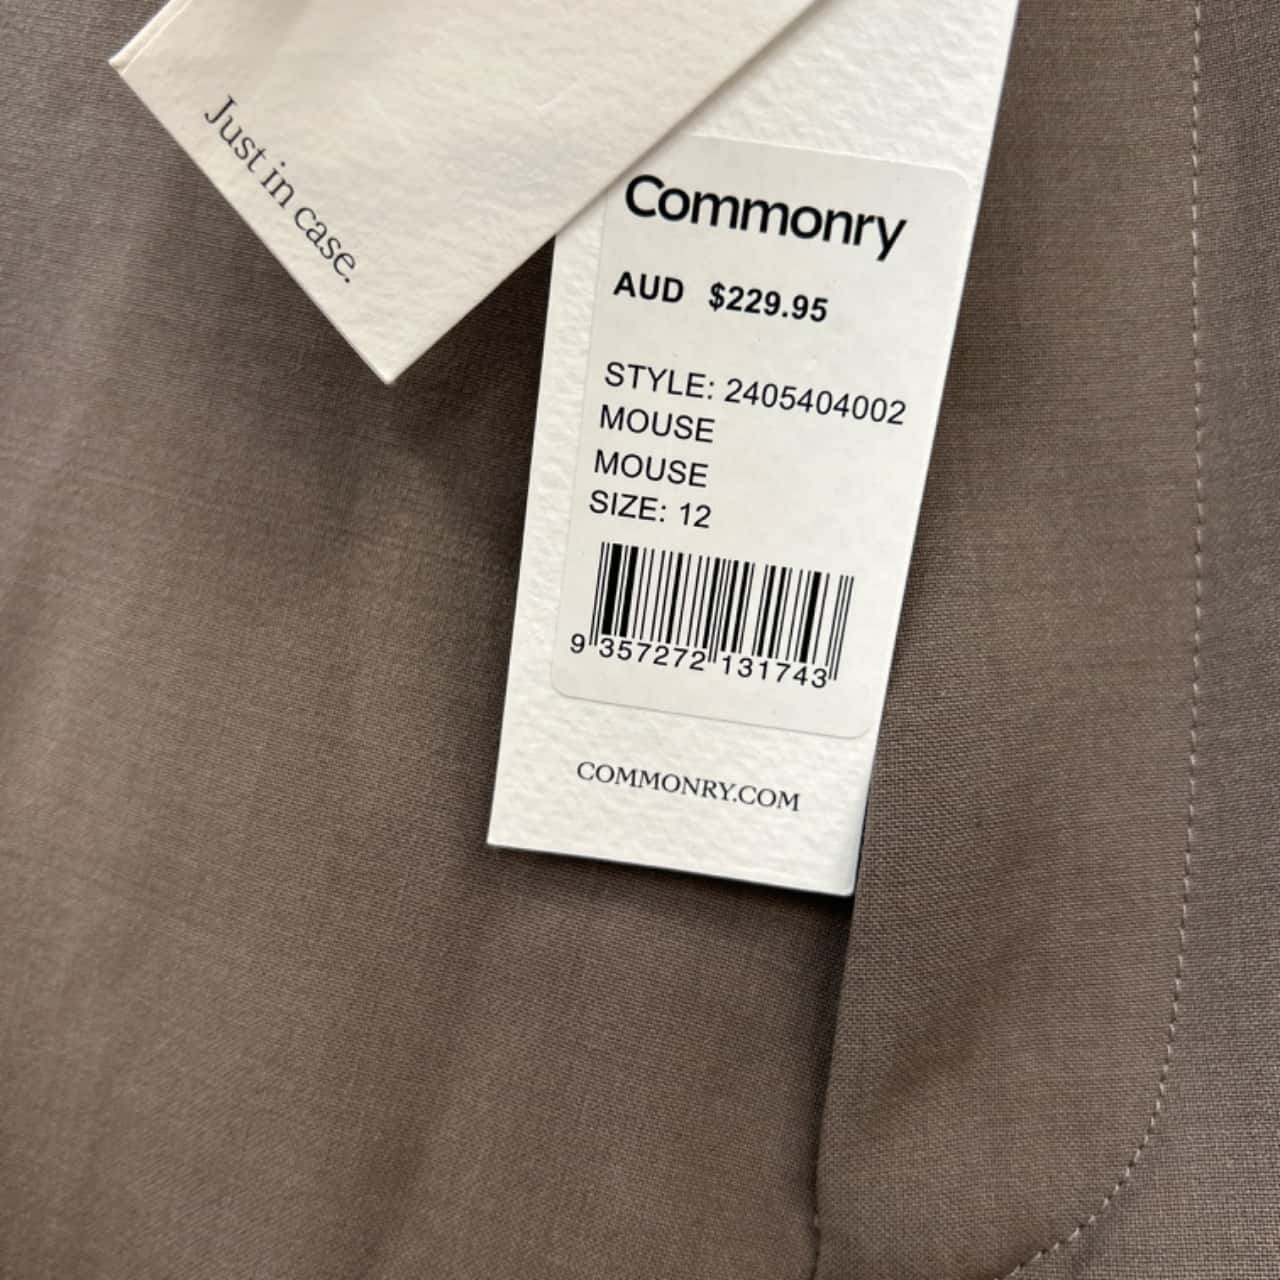 Just in case.
Commonry
AUD $229.95
STYLE: 2405404002
MOUSE
MOUSE
SIZE: 12
9 357272 131743
COMMONRY.COM